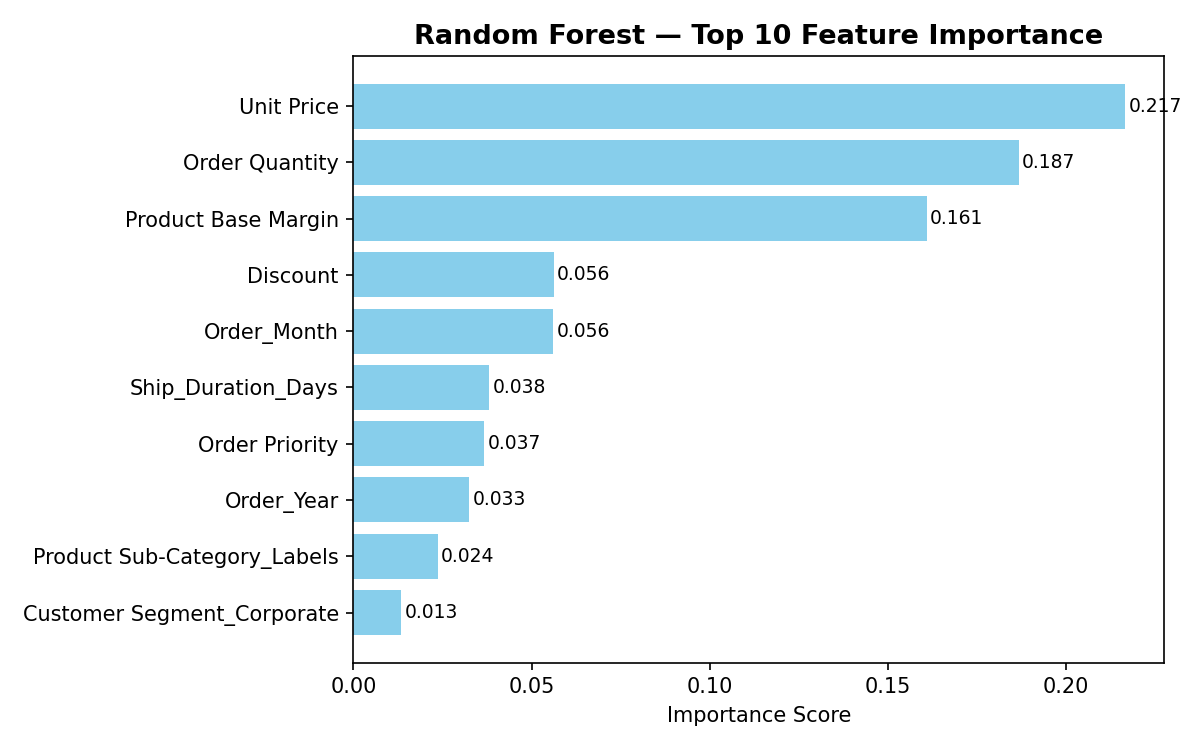 Random Forest — Top 10 Feature Importance
Unit Price 0.217
Order Quantity 0.187
Product Base Margin 0.161
Discount 0.056
Order_Month 0.056
Ship_Duration_Days 0.038
Order Priority 0.037
Order_Year 0.033
Product Sub-Category_Labels 0.024
Customer Segment_Corporate 0.013
0.00 0.05 0.10 0.15 0.20
Importance Score